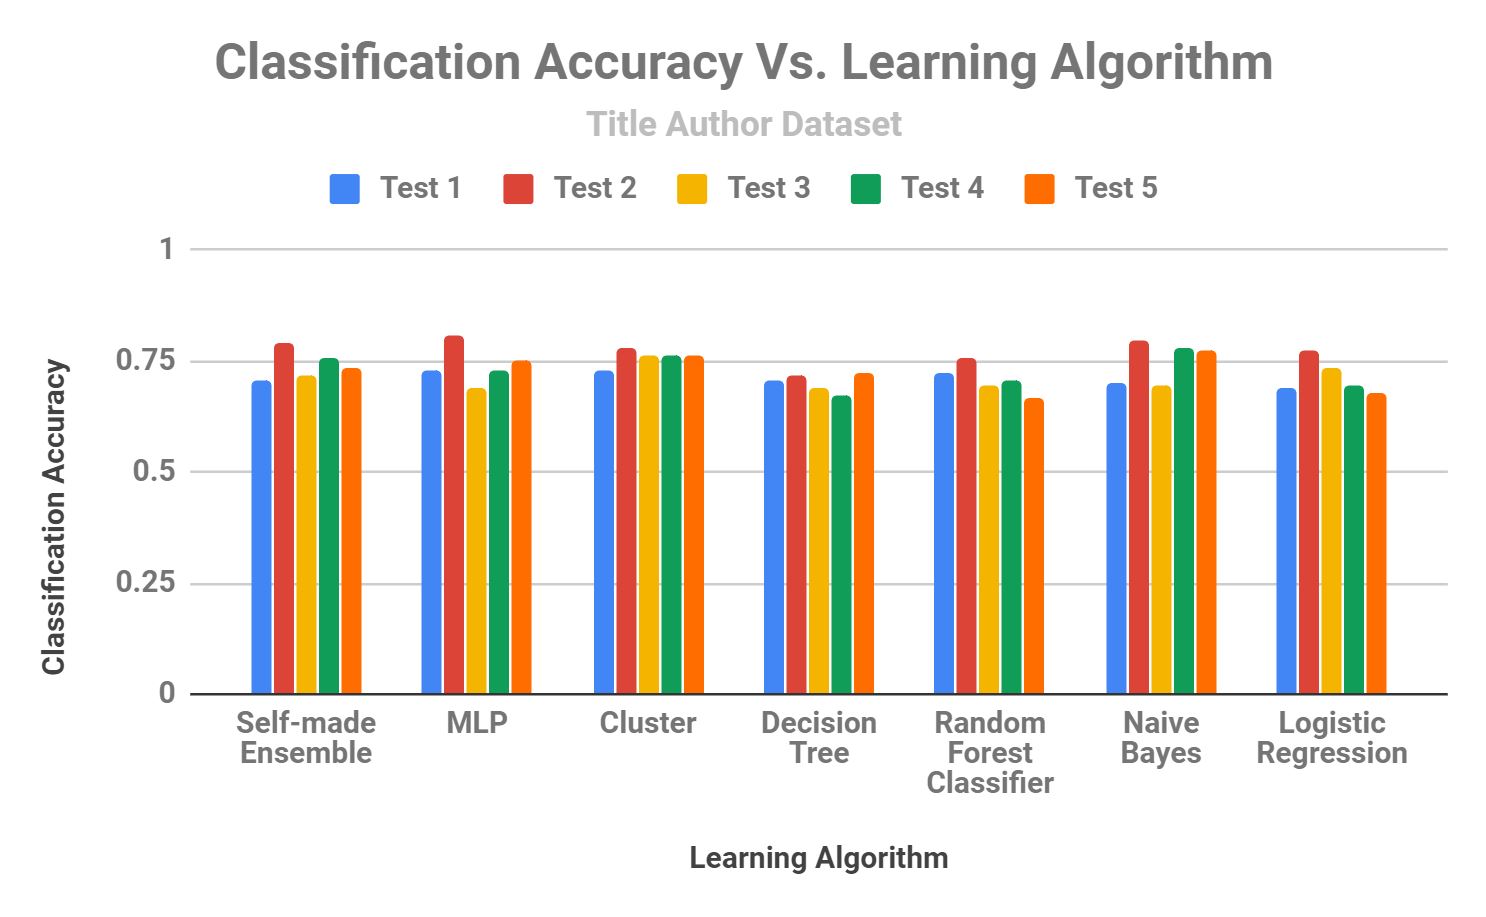 Classification Accuracy Vs. Learning Algorithm
Title Author Dataset
Test 1 Test 2 Test 3 Test 4 Test 5
1
0.75
0.5
0.25
0
Classification Accuracy
Self-made Ensemble
MLP
Cluster
Decision Tree
Random Forest Classifier
Naive Bayes
Logistic Regression
Learning Algorithm